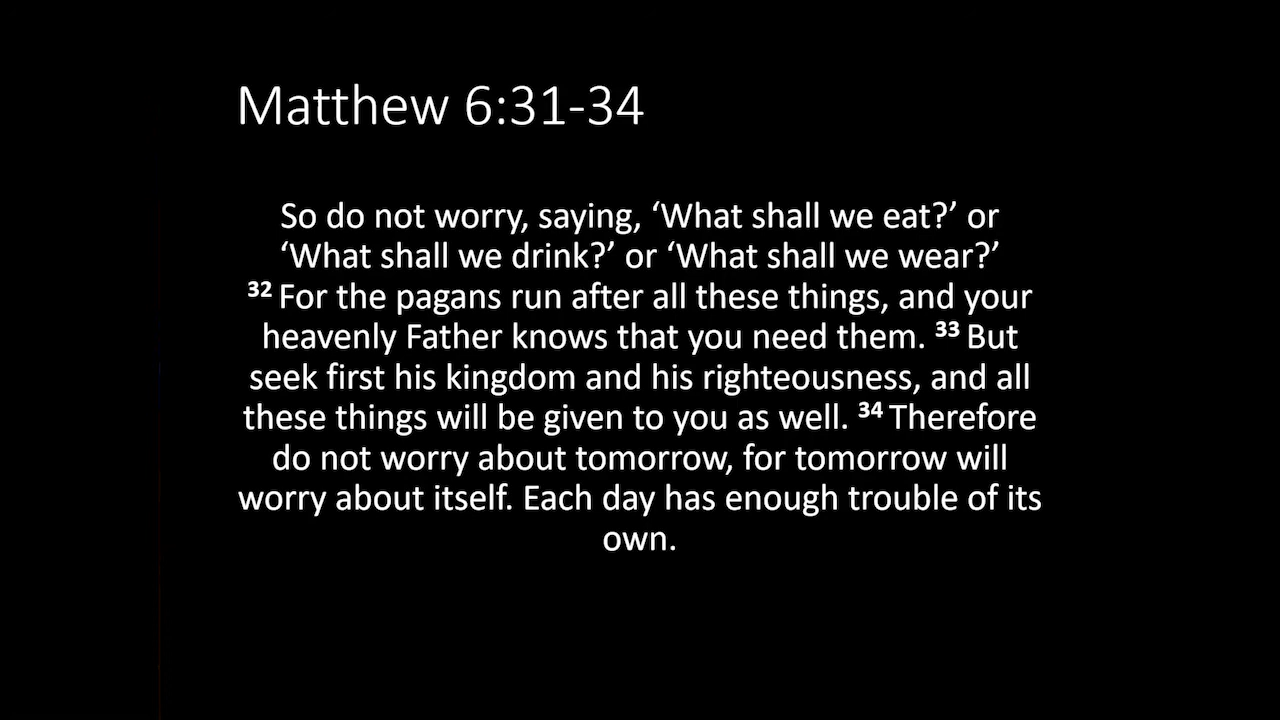 Matthew 6:31-34
So do not worry, saying, ‘What shall we eat?’ or
‘What shall we drink?’ or ‘What shall we wear?’
32 For the pagans run after all these things, and your
heavenly Father knows that you need them. 33 But
seek first his kingdom and his righteousness, and all
these things will be given to you as well. 34 Therefore
do not worry about tomorrow, for tomorrow will
worry about itself. Each day has enough trouble of its
own.